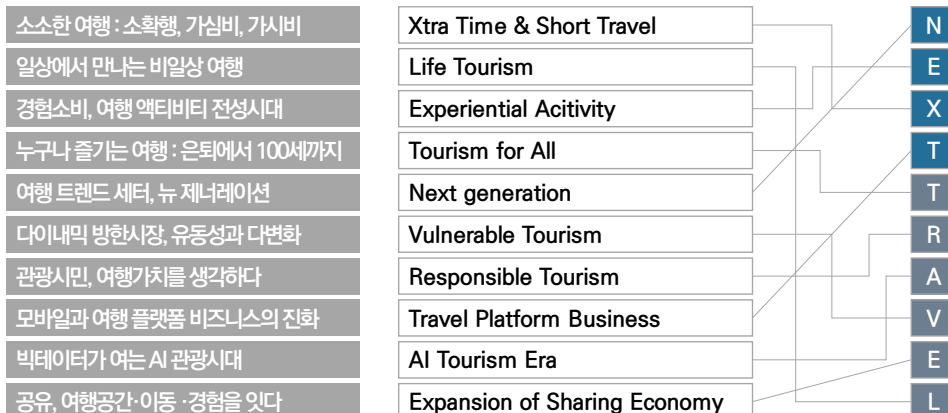 소소한 여행 : 소확행, 가심비, 가시비 Xtra Time & Short Travel N
일상에서 만나는 비일상 여행 Life Tourism E
경험소비, 여행 액티비티 전성시대 Experiential Acitivity X
누구나 즐기는 여행 : 은퇴에서 100세까지 Tourism for All T
여행 트렌드 세터, 뉴 제너레이션 Next generation T
다이내믹 방한시장, 유동성과 다변화 Vulnerable Tourism R
관광시민, 여행가치를 생각하다 Responsible Tourism A
모바일과 여행 플랫폼 비즈니스의 진화 Travel Platform Business V
빅테이터가 여는 AI 관광시대 AI Tourism Era E
공유, 여행공간·이동 ·경험을 잇다 Expansion of Sharing Economy L